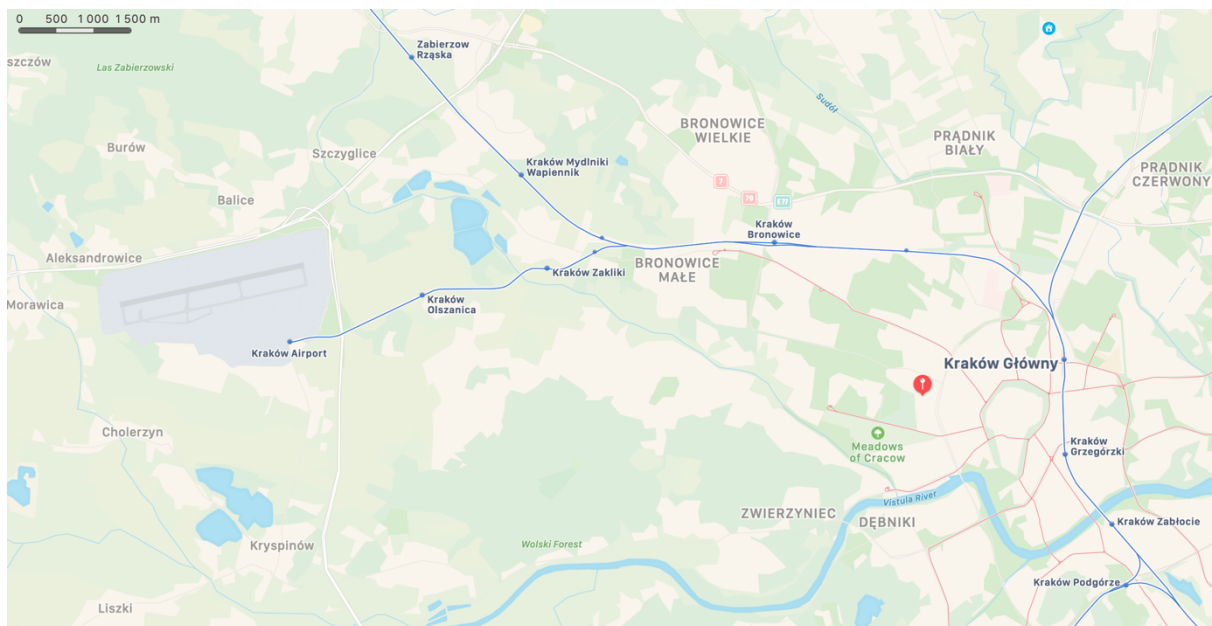 0 500 1 000 1 500 m
Zabierzow
Rząska
szczów
Las Zabierzowski
Sudół
BRONOWICE
WIELKIE
PRĄDNIK
BIAŁY
Burów
Szczyglice
Kraków Mydlniki
Wapiennik
PRĄDNIK
CZERWONY
7
79
E77
Balice
Kraków
Bronowice
Aleksandrowice
BRONOWICE
MAŁE
Kraków Zakliki
Morawica
Kraków
Olszanica
Kraków Airport
Kraków Główny
Cholerzyn
Meadows
of Cracow
Kraków
Grzegórzki
Vistula River
ZWIERZYNIEC
DĘBNIKI
Kraków Zabłocie
Kryspinów
Wolski Forest
Kraków Podgórze
Liszki